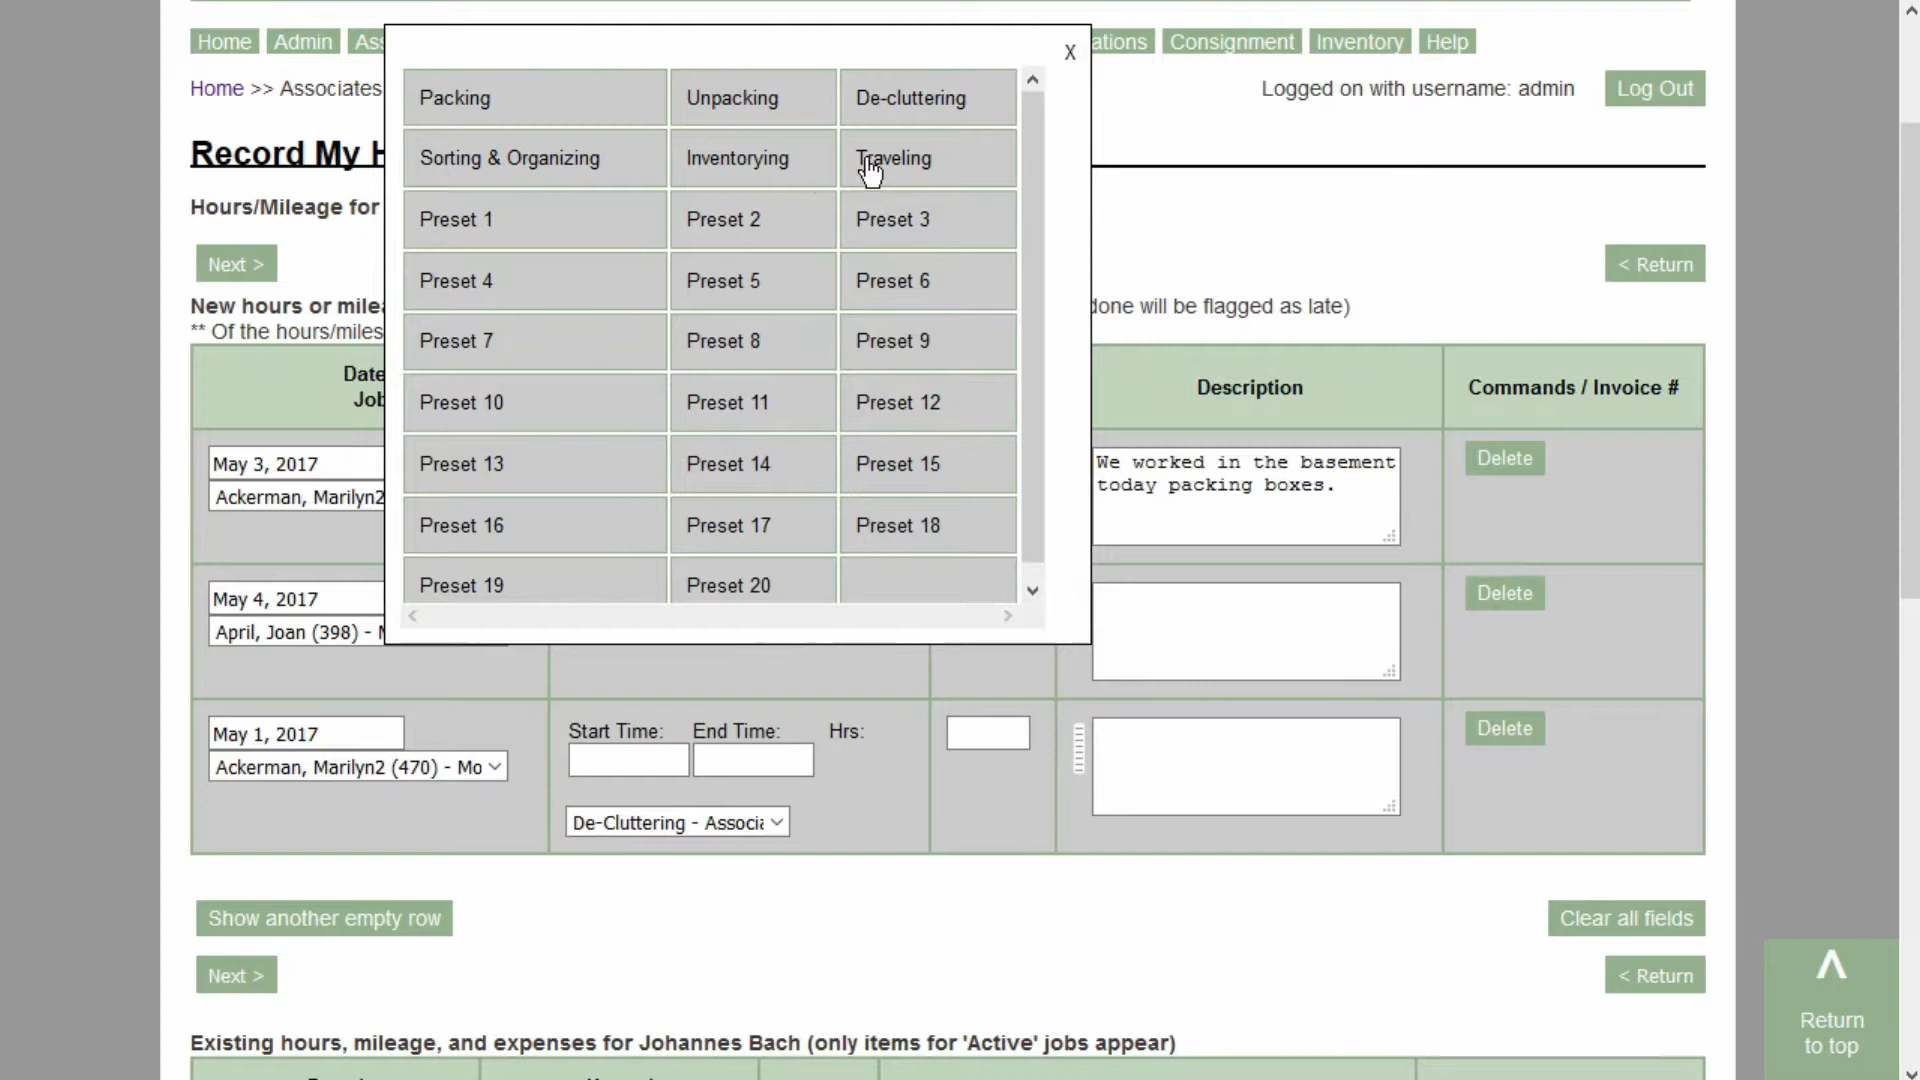 Home Admin Ass
ations Consignment Inventory Help
X
Home >> Associates
Logged on with username: admin
Log Out
Record My H
Hours/Mileage for
Next >
< Return
New hours or milea
done will be flagged as late)
** Of the hours/miles
Packing Unpacking De-cluttering
Sorting & Organizing Inventorying Traveling
Preset 1 Preset 2 Preset 3
Preset 4 Preset 5 Preset 6
Preset 7 Preset 8 Preset 9
Preset 10 Preset 11 Preset 12
Preset 13 Preset 14 Preset 15
Preset 16 Preset 17 Preset 18
Preset 19 Preset 20
Date
Job
Description
Commands / Invoice #
May 3, 2017
Ackerman, Marilyn2
We worked in the basement
today packing boxes.
Delete
May 4, 2017
April, Joan (398) -
Delete
May 1, 2017
Ackerman, Marilyn2 (470) - Mo
Start Time: End Time: Hrs:
De-Cluttering - Associa
Delete
Show another empty row
Clear all fields
Next >
< Return
Return
to top
Existing hours, mileage, and expenses for Johannes Bach (only items for 'Active' jobs appear)